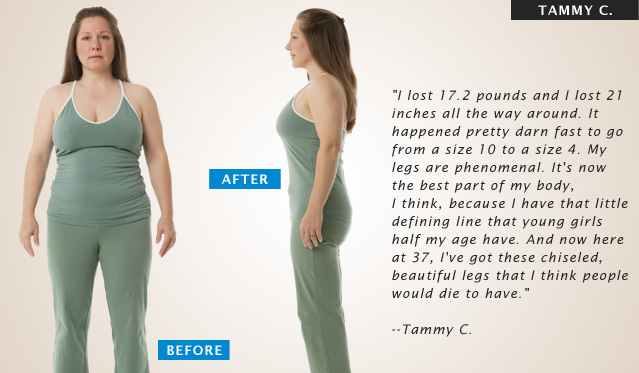 TAMMY C.
"I lost 17.2 pounds and I lost 21
inches all the way around. It
happened pretty darn fast to go
from a size 10 to a size 4. My
legs are phenomenal. It's now
the best part of my body,
I think, because I have that little
defining line that young girls
half my age have. And now here
at 37, I've got these chiseled,
beautiful legs that I think people
would die to have."
--Tammy C.
AFTER
BEFORE